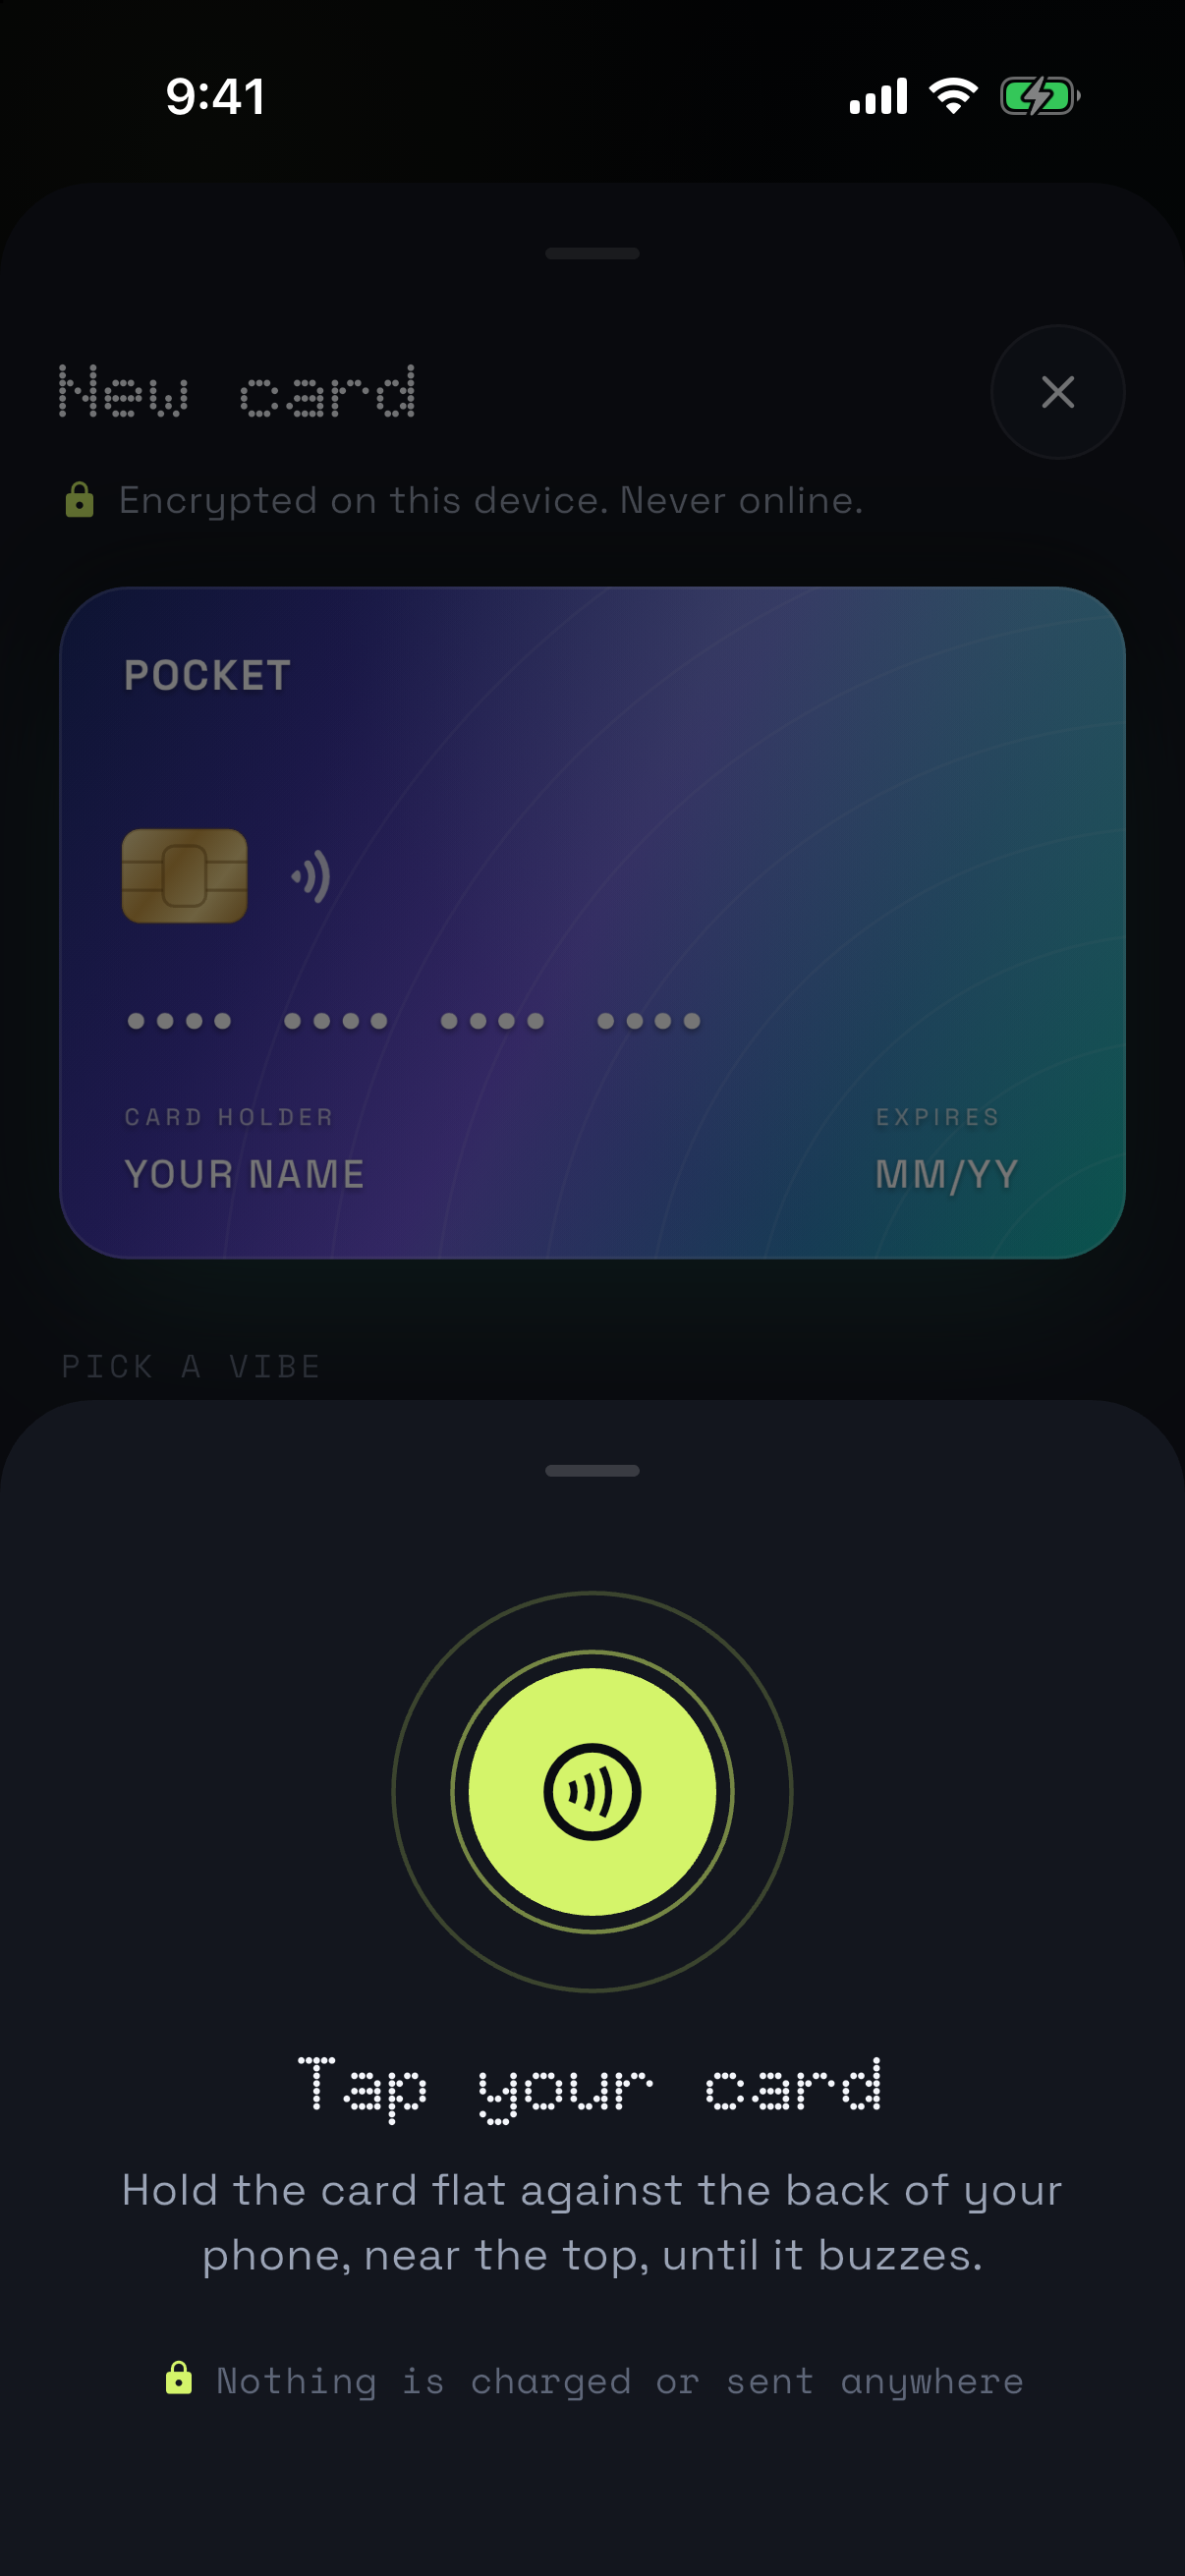 9:41
New card
Encrypted on this device. Never online.
POCKET
•••• •••• •••• ••••
CARD HOLDER
EXPIRES
YOUR NAME
MM/YY
PICK A VIBE
Tap your card
Hold the card flat against the back of your
phone, near the top, until it buzzes.
Nothing is charged or sent anywhere